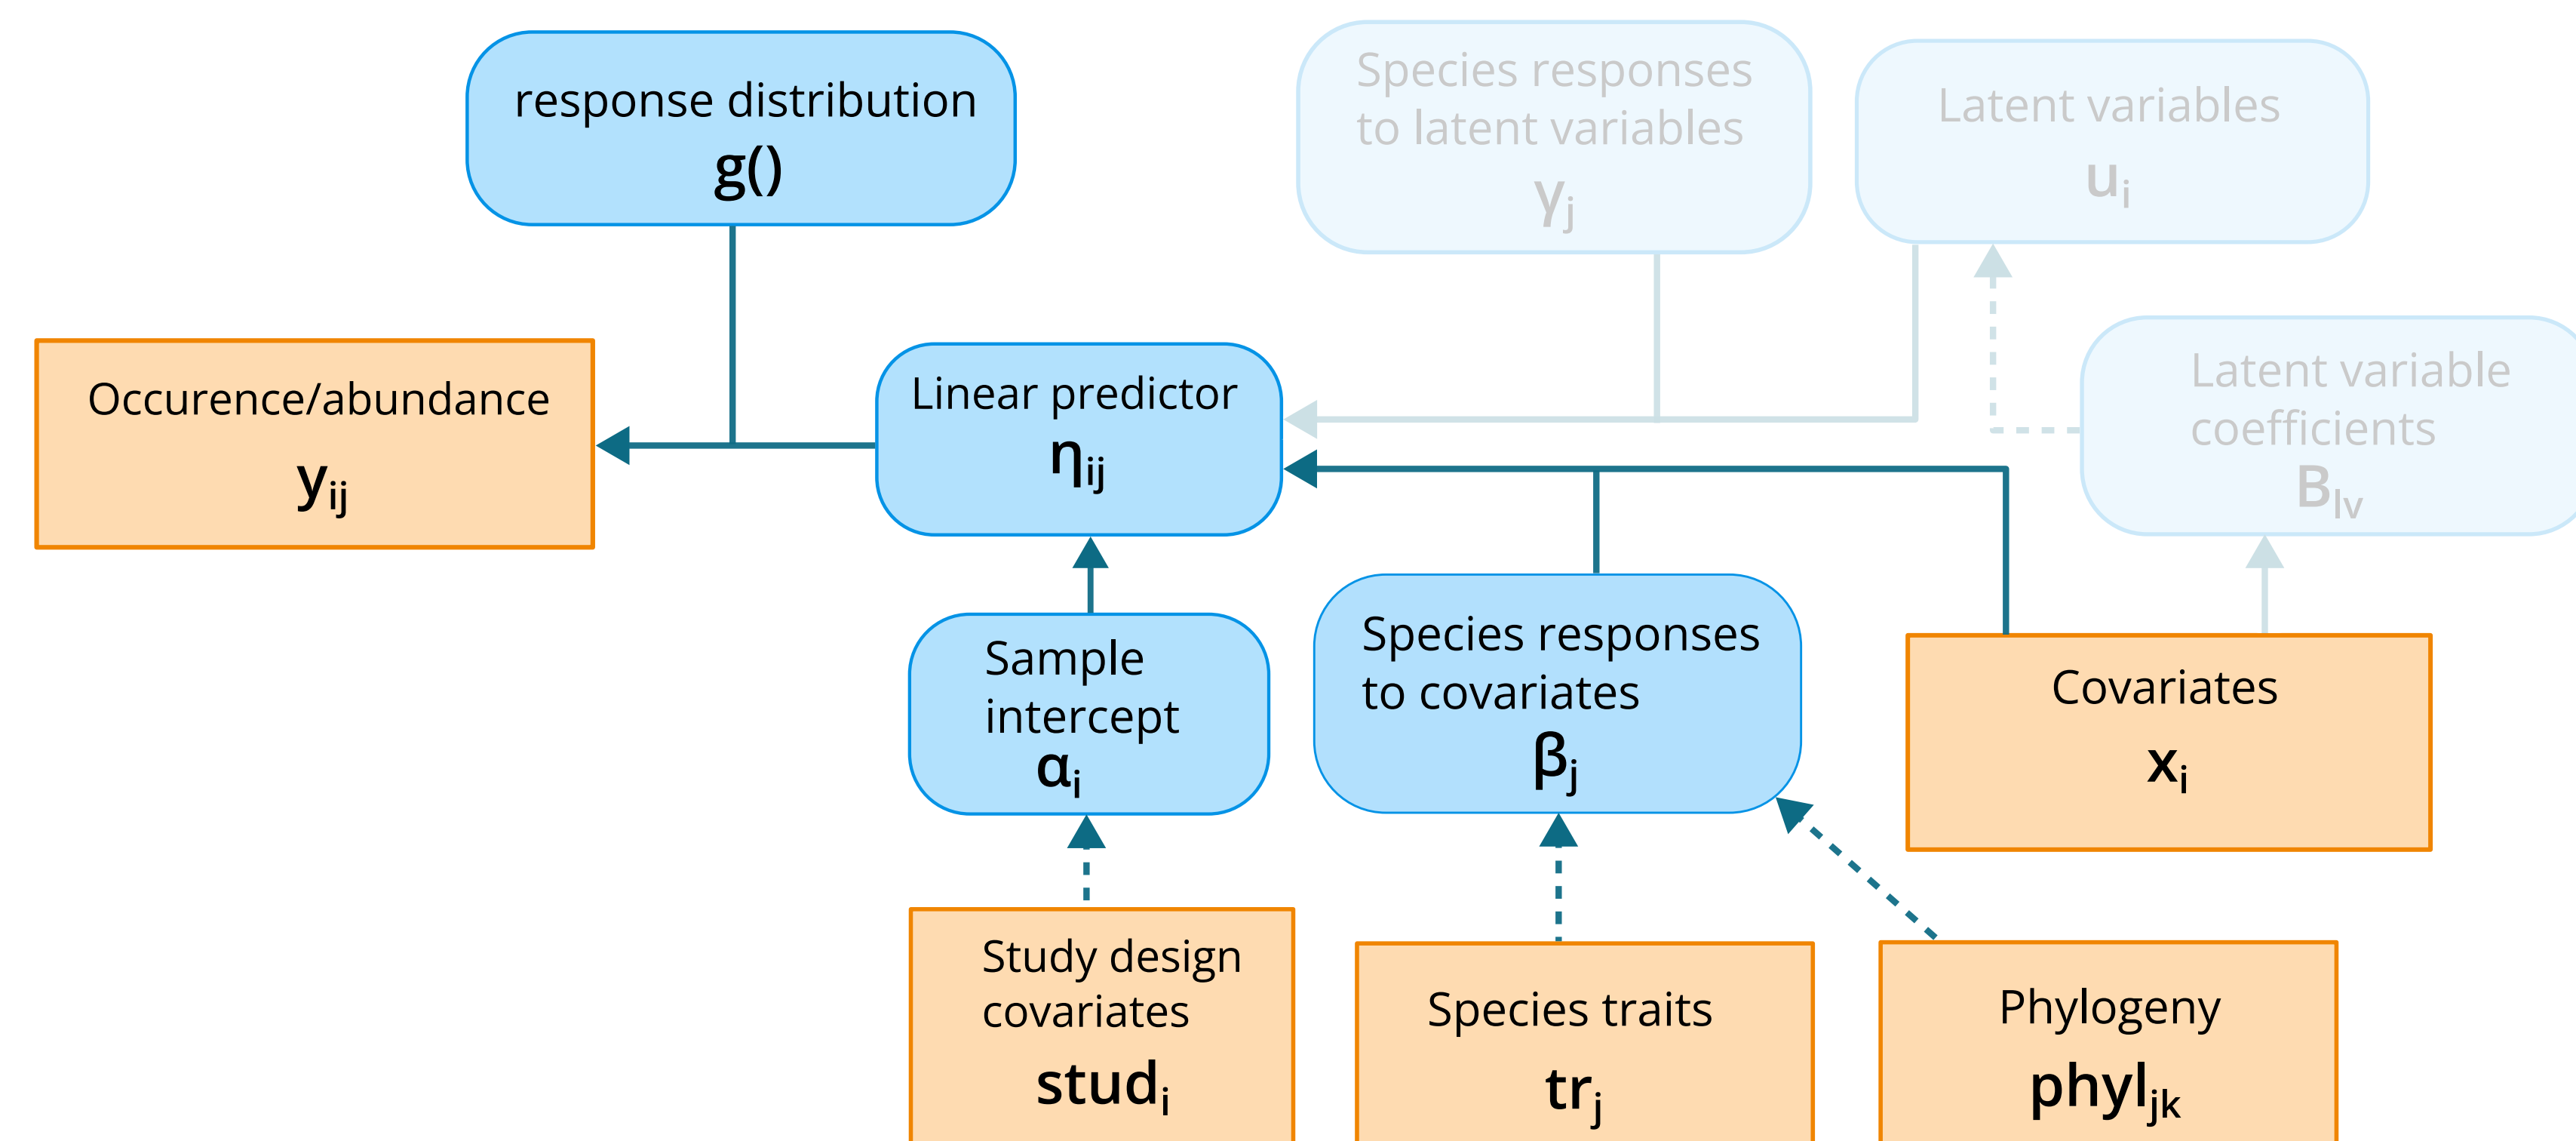 response distribution
g()
Species responses
to latent variables
γj
Latent variables
ui
Occurence/abundance
yij
Linear predictor
ηij
Latent variable
coefficients
Blv
Sample
intercept
αi
Species responses
to covariates
βj
Covariates
xi
Study design
covariates
studi
Species traits
trj
Phylogeny
phyljk